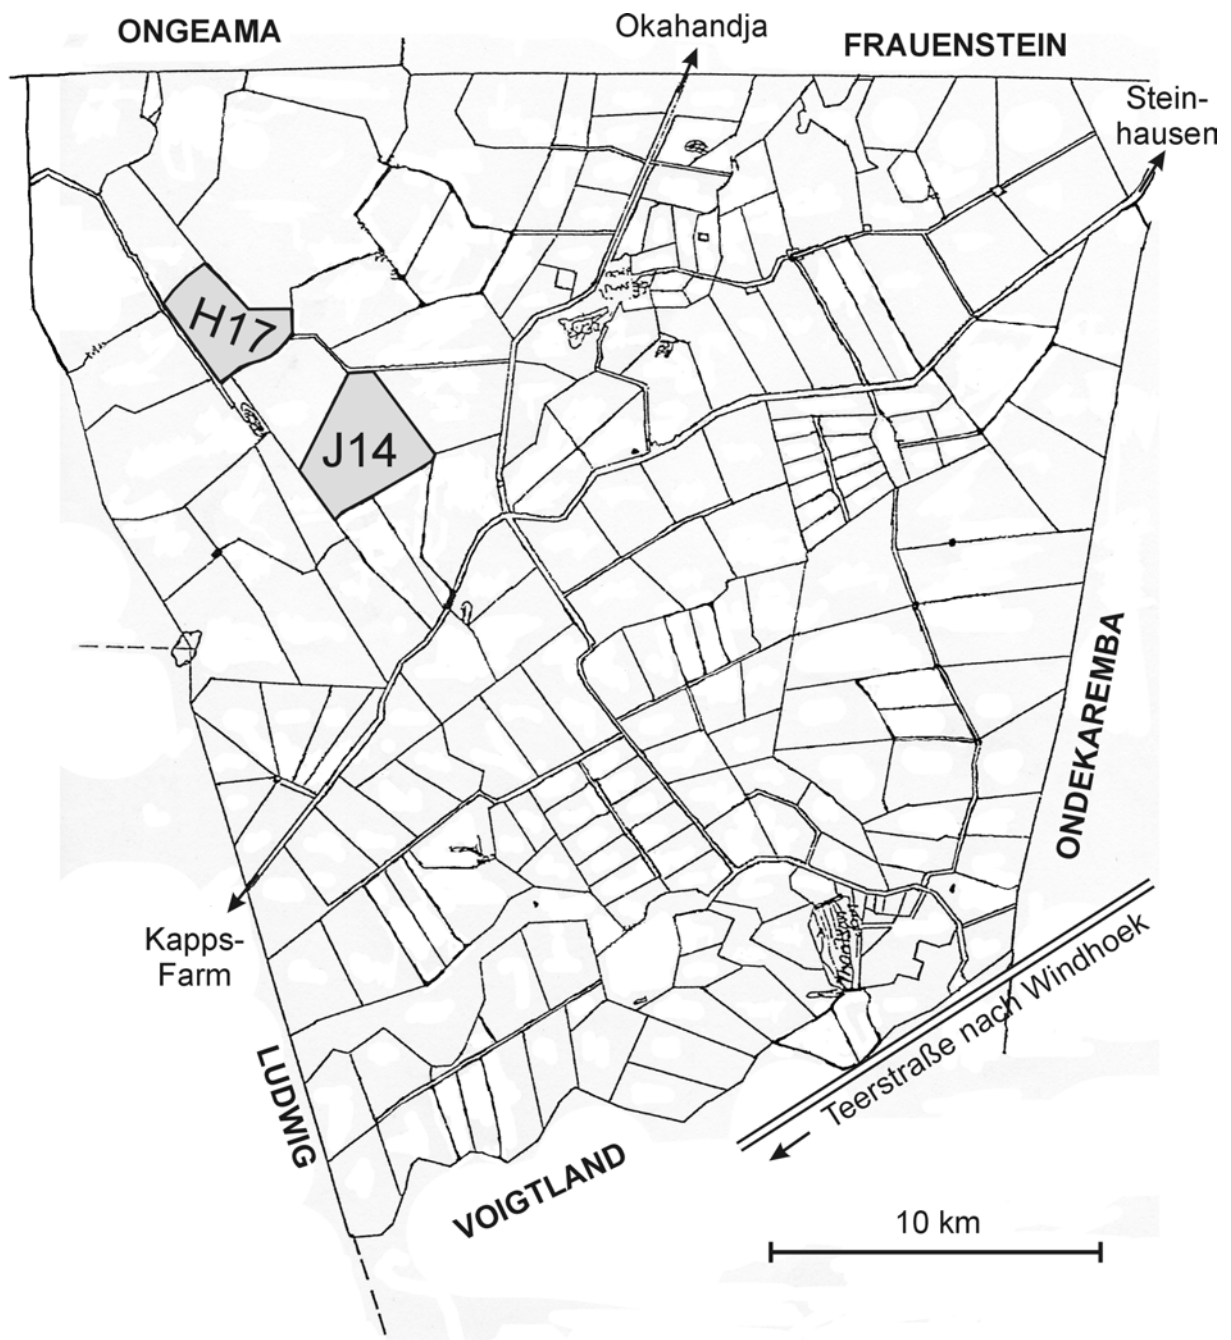 ONGEAMA
Okahandja
FRAUENSTEIN
Stein-
hausen
H17
J14
ONDEKAREMBA
Kapps-
Farm
Teerstraße nach Windhoek
LUDWIG
VOIGTLAND
10 km